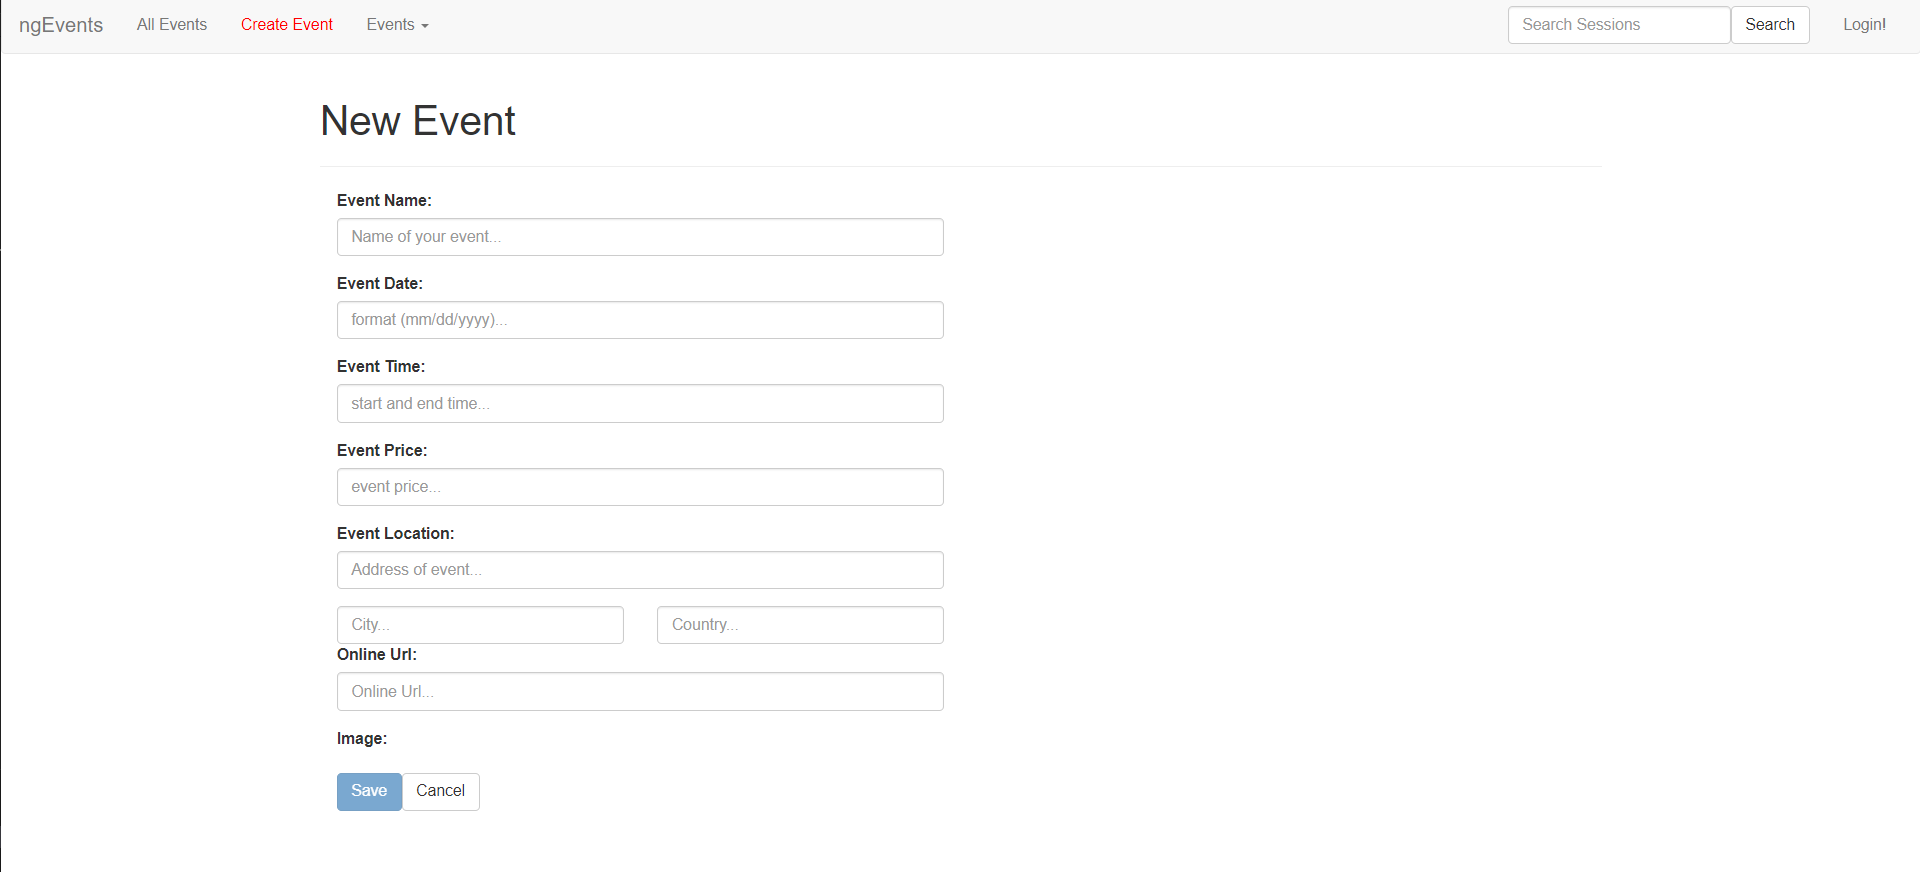 ngEvents All Events Create Event Events Search Sessions Search Login!
New Event
Event Name:
Name of your event...
Event Date:
format (mm/dd/yyyy)...
Event Time:
start and end time...
Event Price:
event price...
Event Location:
Address of event...
City... Country...
Online Url:
Online Url...
Image:
Save Cancel